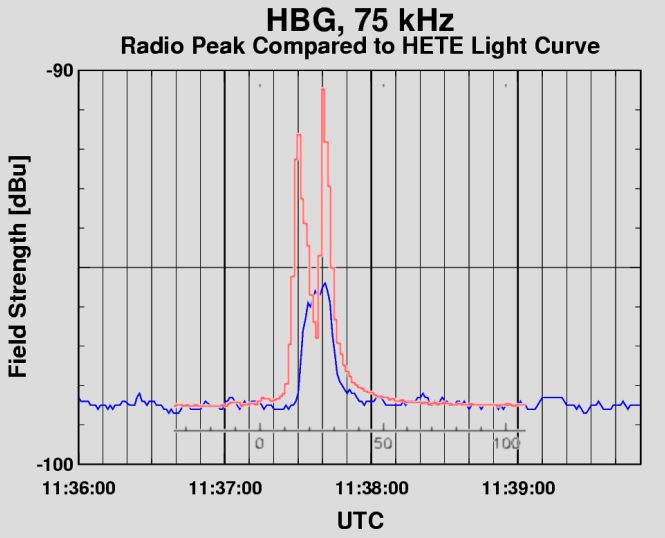 HBG, 75 kHz
Radio Peak Compared to HETE Light Curve
-90
Field Strength [dBu]
0 50 100
-100
11:36:00 11:37:00 11:38:00 11:39:00
UTC